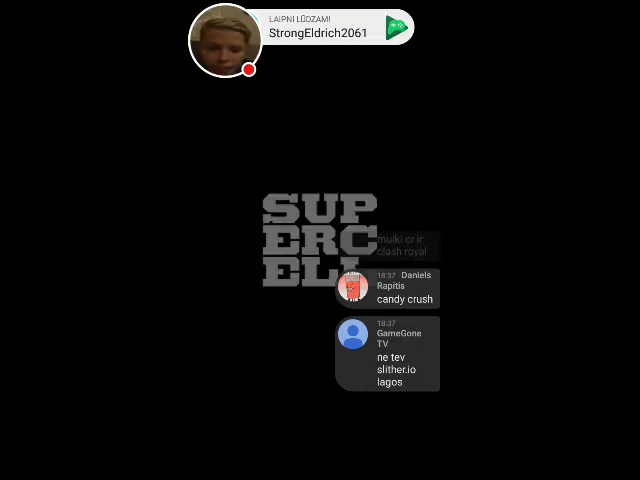 LAIPNI LŪDZAM!
StrongEldrich2061
SUP
ERC
ELL
mulki cr ir
clash royal
18:37 Daniels
Rapitis
candy crush
18:37
GameGone
TV
ne tev
slither.io
lagos